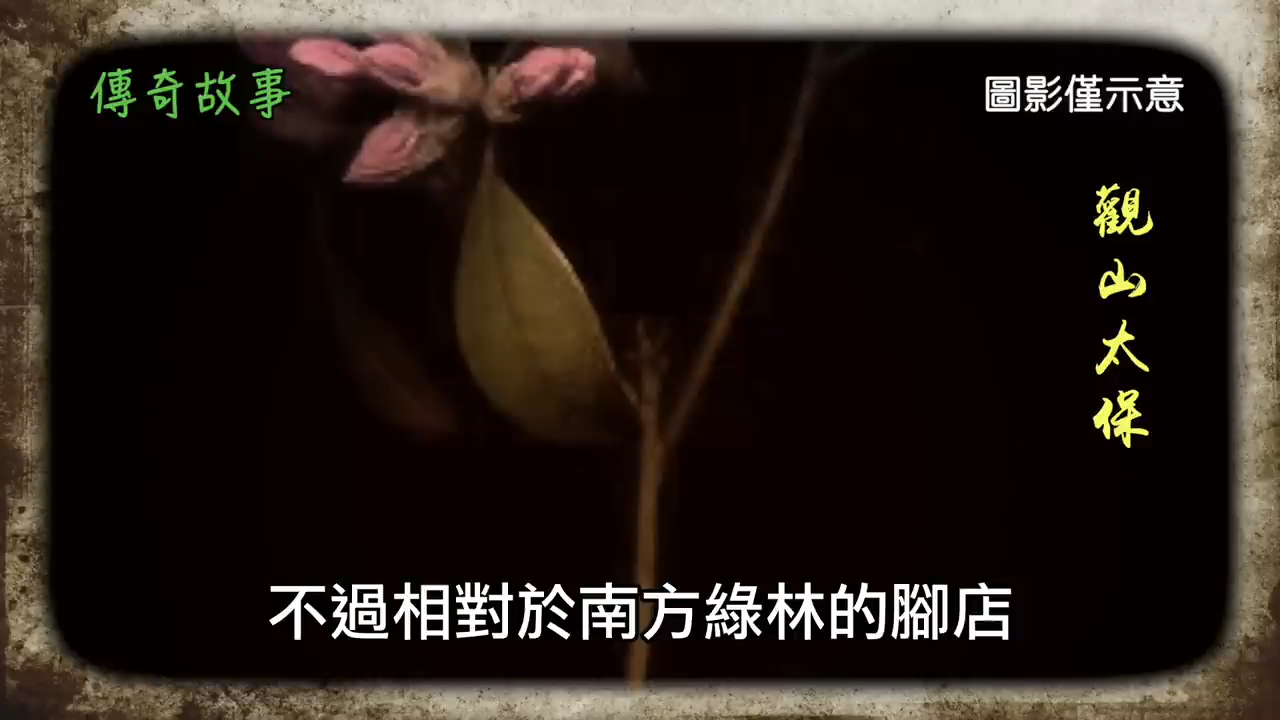 傳奇故事
圖影僅示意
觀山太保
不過相對於南方綠林的腳店